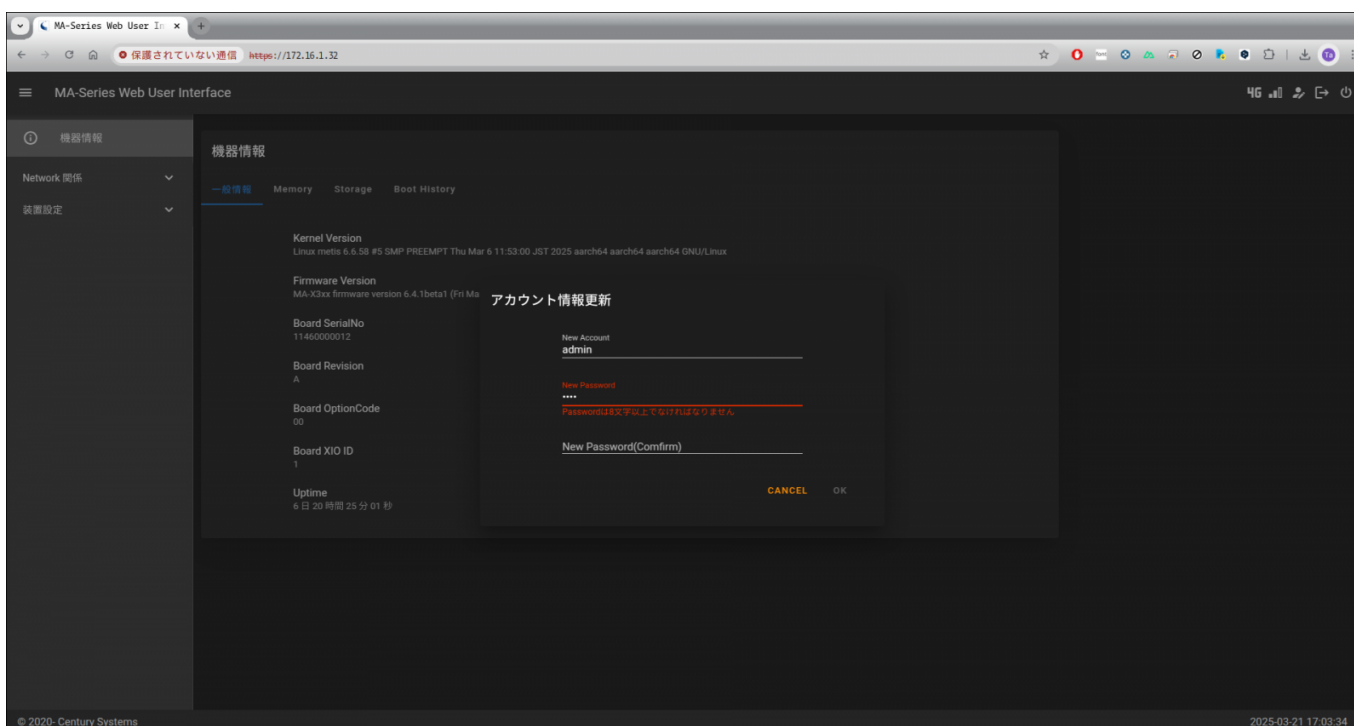 MA-Series Web User In
保護されていない通信 https://172.16.1.32
Ta
MA-Series Web User Interface
4G
機器情報
Network 関係
装置設定
機器情報
一般情報 Memory Storage Boot History
Kernel Version
Linux metis 6.6.58 #5 SMP PREEMPT Thu Mar 6 11:53:00 JST 2025 aarch64 aarch64 aarch64 GNU/Linux
Firmware Version
MA-X3xx firmware version 6.4.1beta1 (Fri Ma
Board SerialNo
11460000012
Board Revision
A
Board OptionCode
00
Board XIO ID
1
Uptime
6 日 20 時間 25 分 01 秒
アカウント情報更新
New Account
admin
New Password
••••
Passwordは8文字以上でなければなりません
New Password(Comfirm)
CANCEL OK
© 2020- Century Systems
2025-03-21 17:03:34